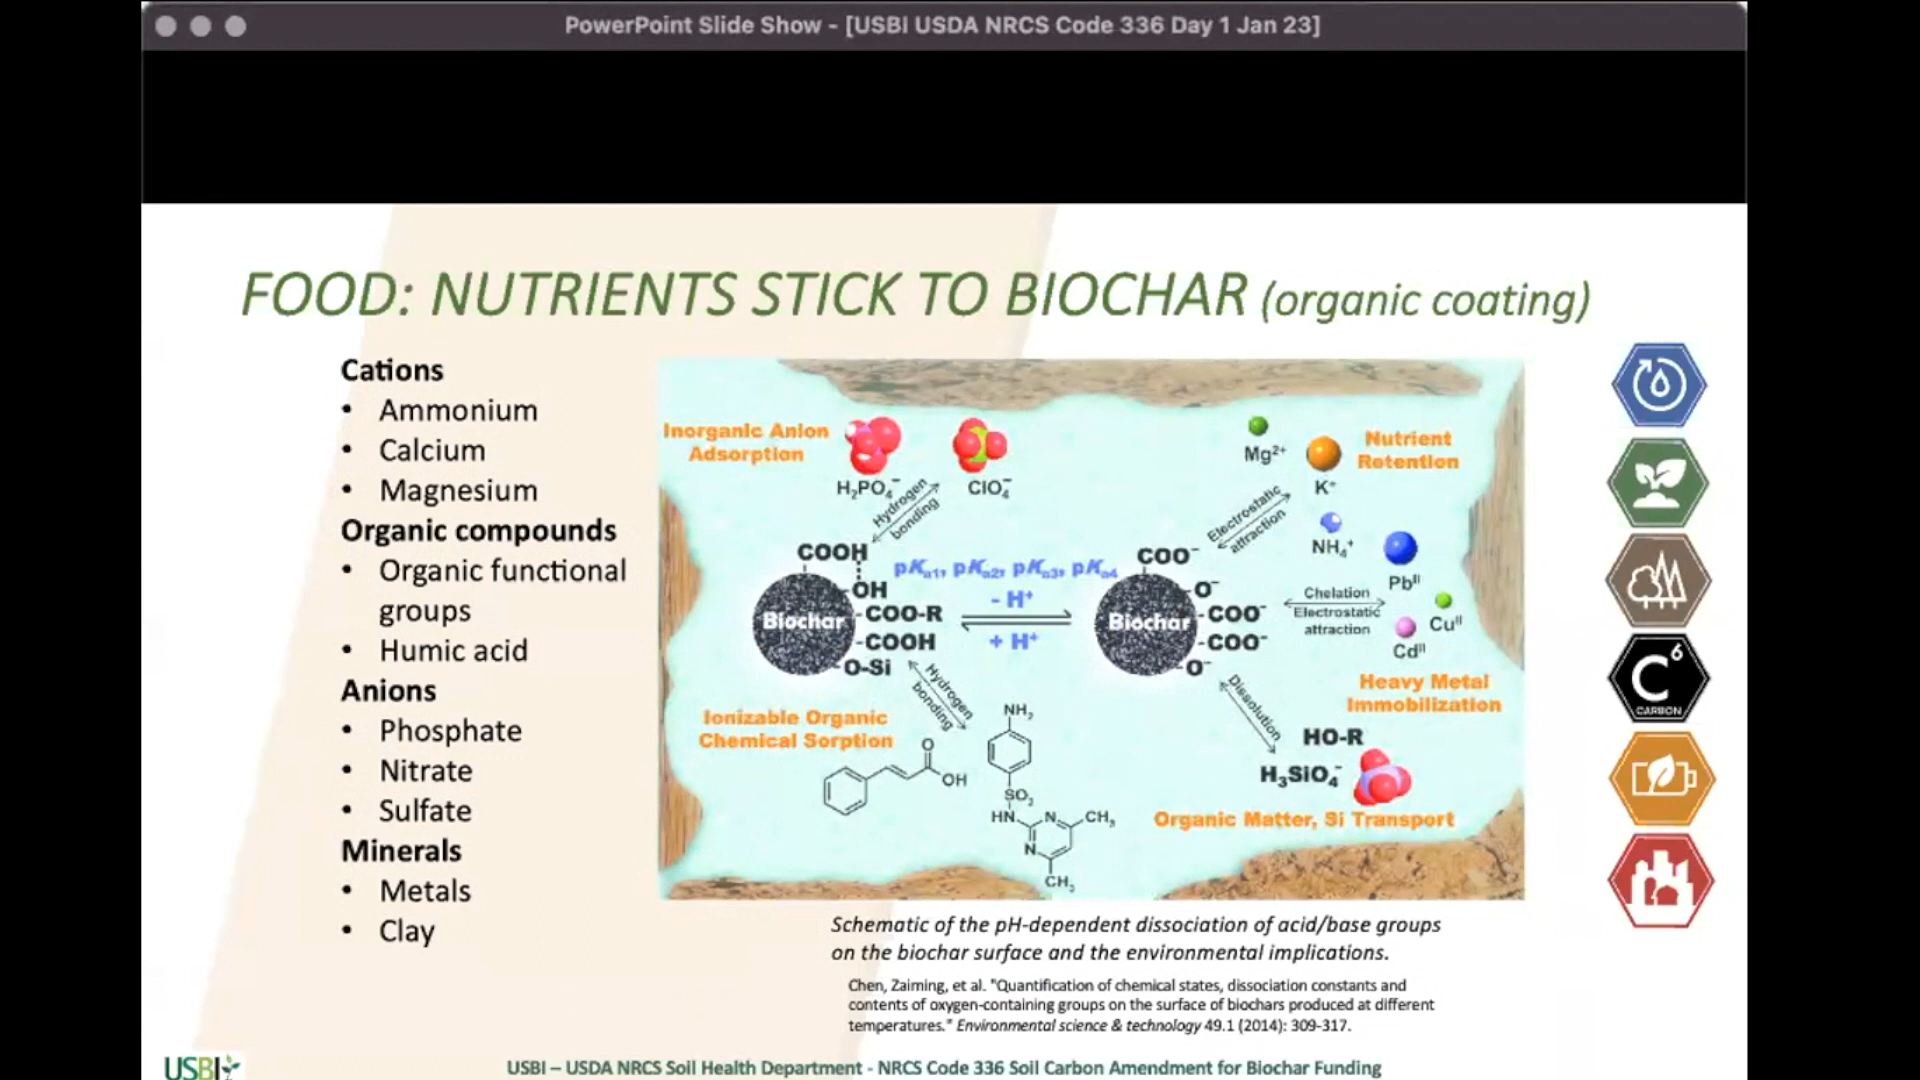 PowerPoint Slide Show - [USBI USDA NRCS Code 336 Day 1 Jan 23]
FOOD: NUTRIENTS STICK TO BIOCHAR (organic coating)
Cations
• Ammonium
• Calcium
• Magnesium
Organic compounds
• Organic functional
groups
• Humic acid
Anions
• Phosphate
• Nitrate
• Sulfate
Minerals
• Metals
• Clay
Inorganic Anion
Adsorption
H₂PO₄⁻
ClO₄⁻
Hydrogen
bonding
COOH
OH
COO-R
COOH
O-Si
Biochar
pKₐ₁, pKₐ₂, pKₐ₃, pKₐ₄
- H⁺
+ H⁺
Hydrogen
bonding
Ionizable Organic
Chemical Sorption
O
OH
NH₂
SO₂
HN
N
CH₃
N
CH₃
Mg²⁺
K⁺
NH₄⁺
Nutrient
Retention
Electrostatic
attraction
COO⁻
O⁻
COO⁻
COO⁻
O⁻
Biochar
Chelation
Electrostatic
attraction
Pbᴵᴵ
Cuᴵᴵ
Cdᴵᴵ
Heavy Metal
Immobilization
Dissolution
HO-R
H₃SiO₄⁻
Organic Matter, Si Transport
C⁶
CARBON
Schematic of the pH-dependent dissociation of acid/base groups
on the biochar surface and the environmental implications.
Chen, Zaiming, et al. "Quantification of chemical states, dissociation constants and
contents of oxygen-containing groups on the surface of biochars produced at different
temperatures." Environmental science & technology 49.1 (2014): 309-317.
USBI
USBI – USDA NRCS Soil Health Department - NRCS Code 336 Soil Carbon Amendment for Biochar Funding